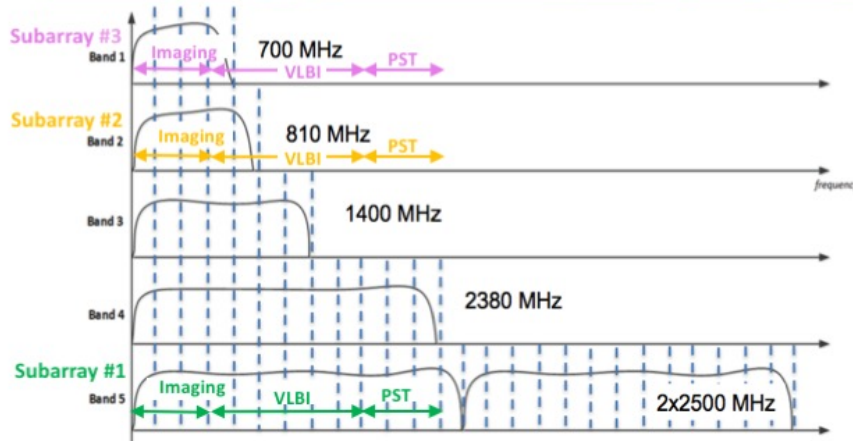 Subarray #3
Band 1
Imaging
700 MHz
VLBI
PST
Subarray #2
Band 2
Imaging
810 MHz
VLBI
PST
frequenc
Band 3
1400 MHz
Band 4
2380 MHz
Subarray #1
Band 5
Imaging
VLBI
PST
2x2500 MHz